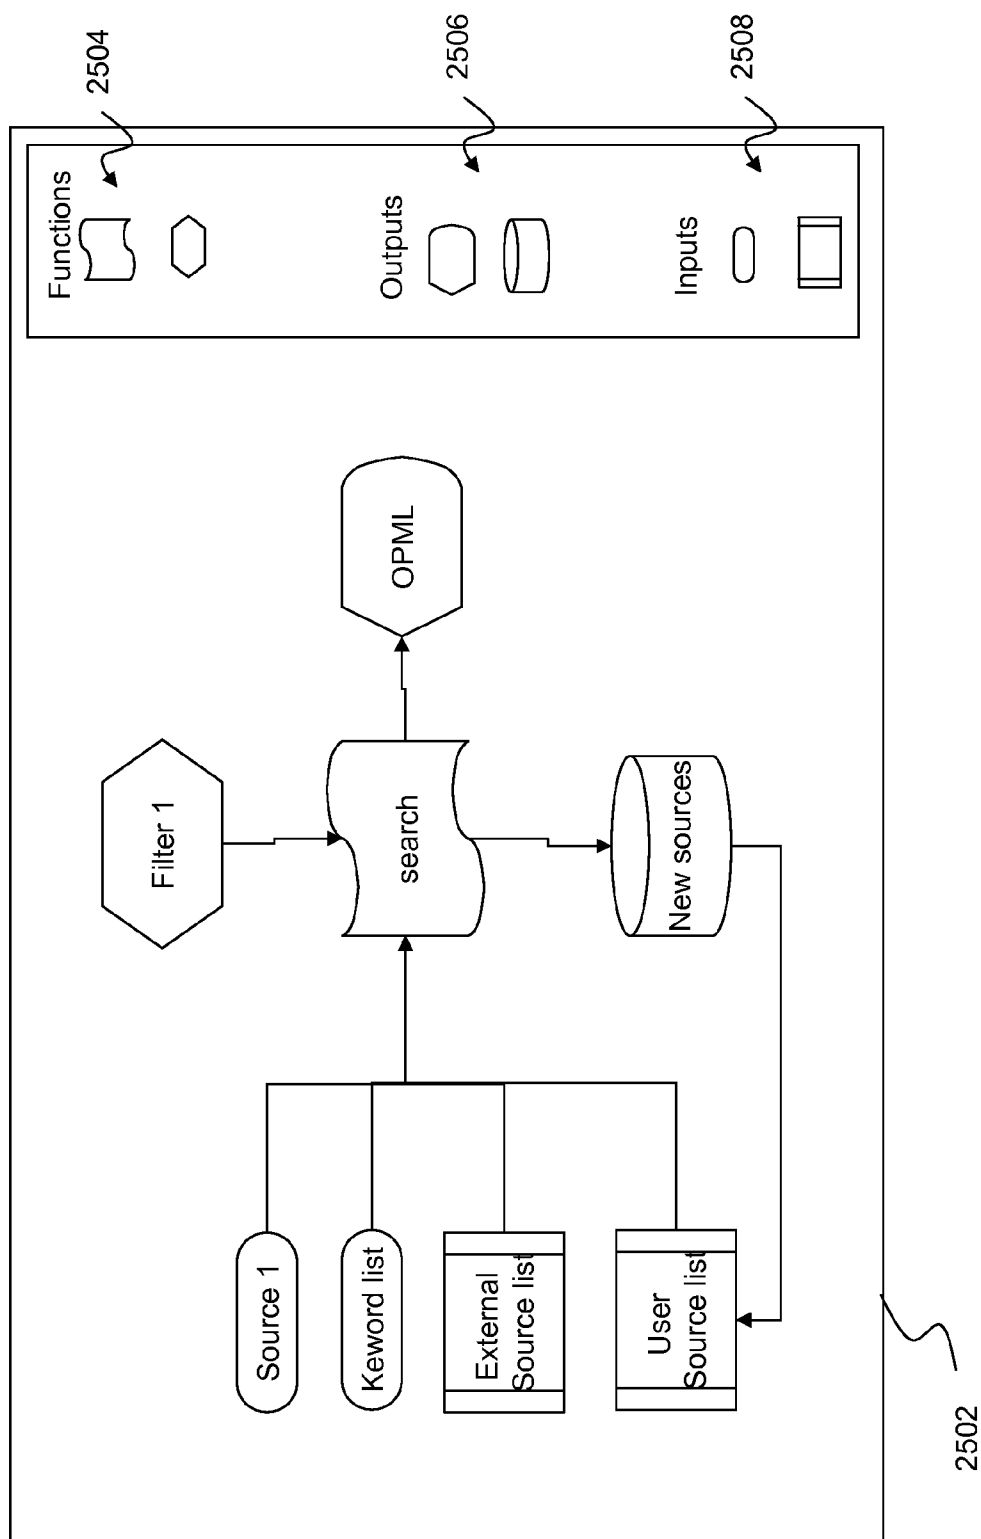 Source 1
Keword list
External
Source list
User
Source list
Filter 1
search
New sources
OPML
Functions
2504
Outputs
2506
Inputs
2508
2502